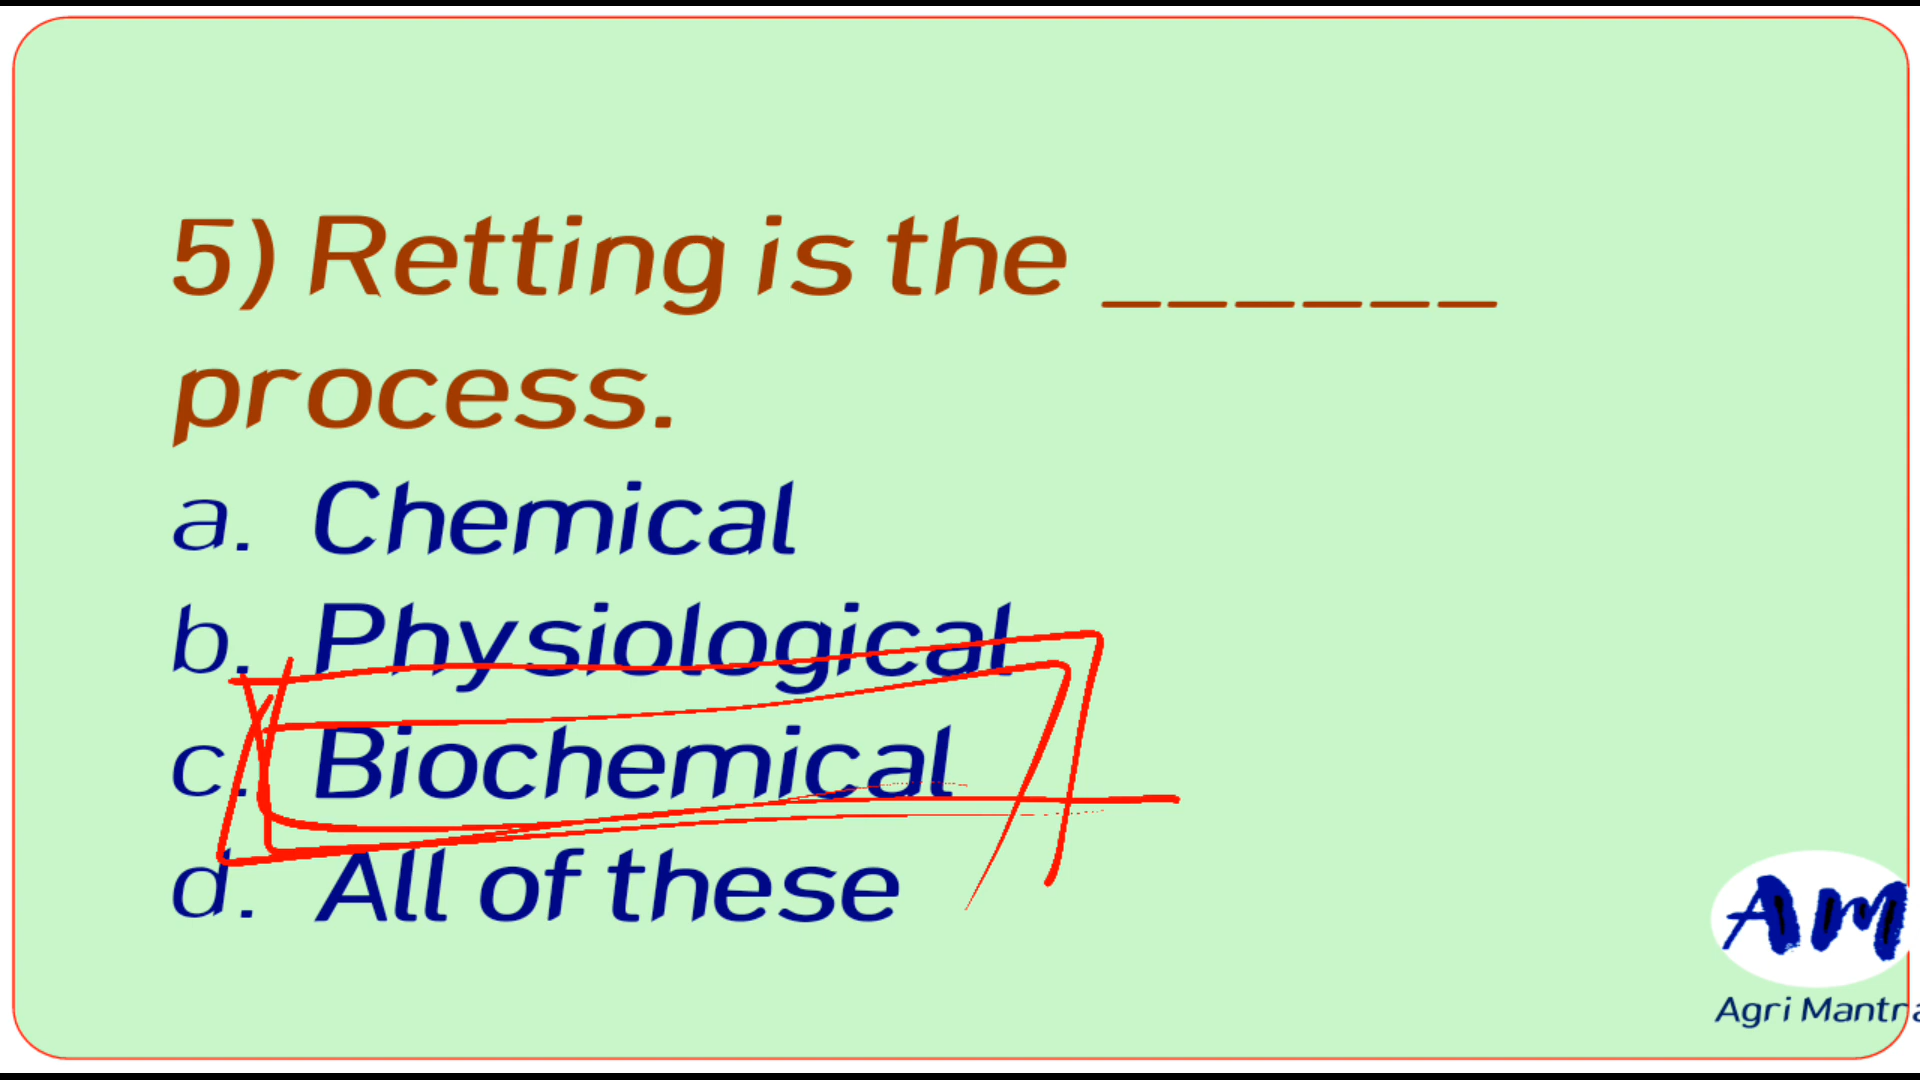 5) Retting is the ______
process.
a. Chemical
b. Physiological
c. Biochemical
d. All of these
AM
Agri Mantra